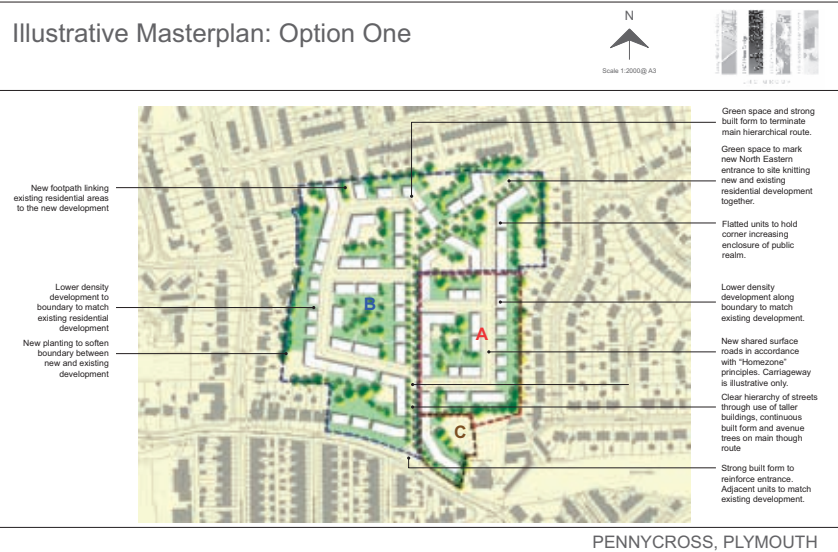 Illustrative Masterplan: Option One
N
Scale 1:2000@ A3
New footpath linking
existing residential areas
to the new development
Lower density
development to
boundary to match
existing residential
development
New planting to soften
boundary between
new and existing
development
B
A
C
Green space and strong
built form to terminate
main hierarchical route.
Green space to mark
new North Eastern
entrance to site knitting
new and existing
residential development
together.
Flatted units to hold
corner increasing
enclosure of public
realm.
Lower density
development along
boundary to match
existing development.
New shared surface
roads in accordance
with “Homezone”
principles. Carriageway
is illustrative only.
Clear hierarchy of streets
through use of taller
buildings, continuous
built form and avenue
trees on main though
route
Strong built form to
reinforce entrance.
Adjacent units to match
existing development.
PENNYCROSS, PLYMOUTH